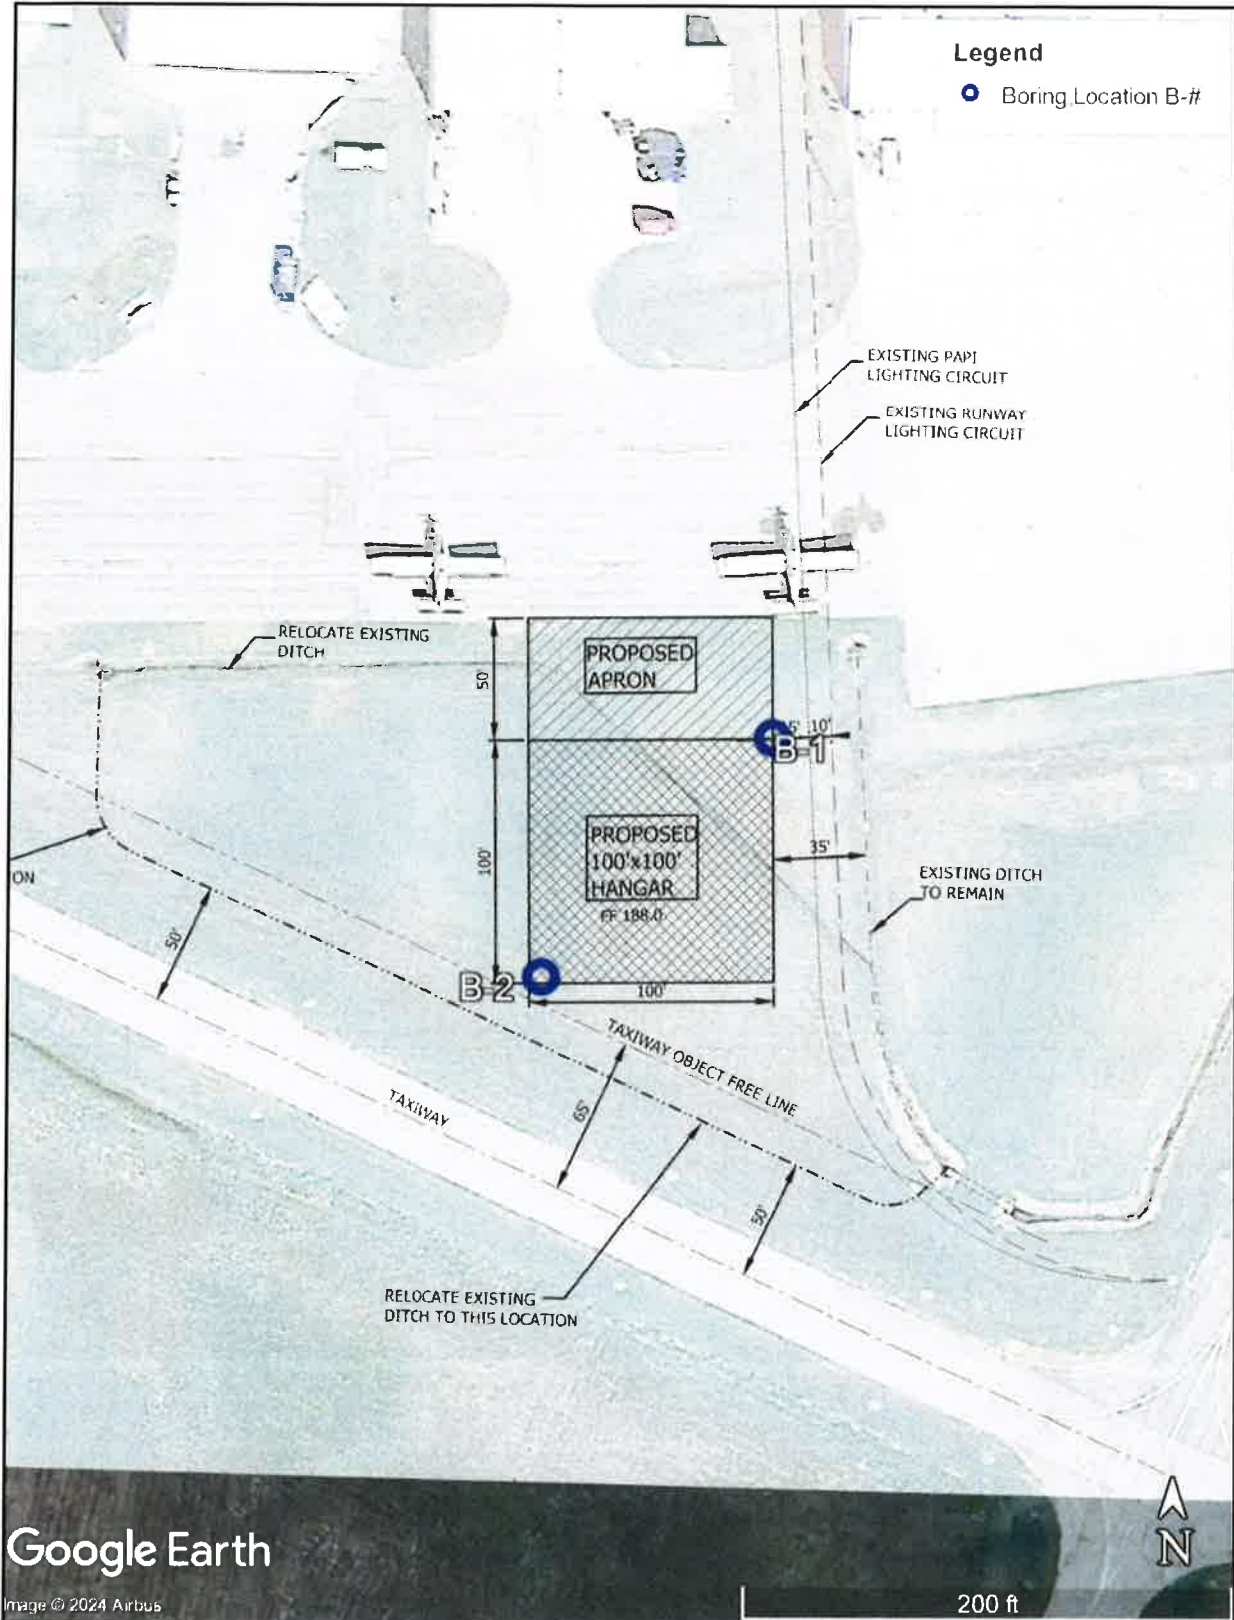 Legend
Boring Location B-#
EXISTING PAPI
LIGHTING CIRCUIT
EXISTING RUNWAY
LIGHTING CIRCUIT
RELOCATE EXISTING
DITCH
50'
PROPOSED
APRON
5' 10'
B-1
100'
PROPOSED
100'x100'
HANGAR
FF 188.0
35'
EXISTING DITCH
TO REMAIN
ON
50'
B-2
100'
TAXIWAY OBJECT FREE LINE
65'
TAXIWAY
50'
RELOCATE EXISTING
DITCH TO THIS LOCATION
N
Google Earth
Image © 2024 Airbus
200 ft